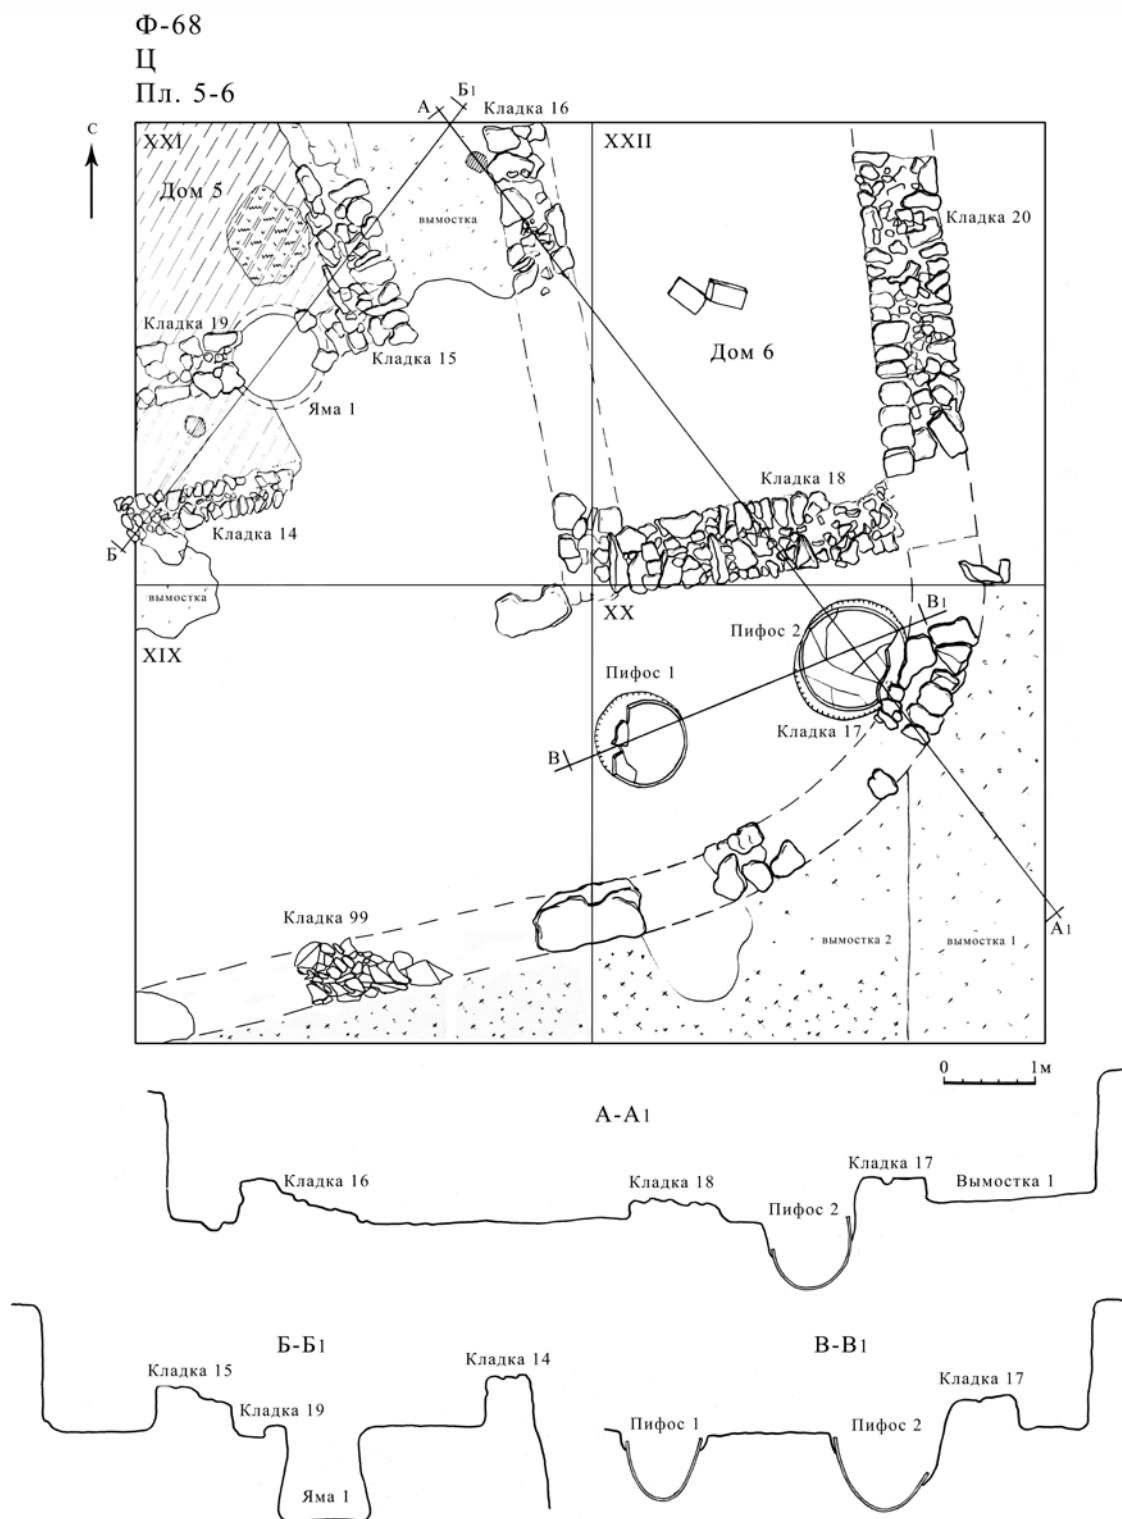 Ф-68
Ц
Пл. 5-6
А
Б1
Кладка 16
С
XXI
XXII
Дом 5
вымостка
Кладка 20
Кладка 19
Дом 6
Кладка 15
Яма 1
Кладка 18
Кладка 14
Б
вымостка
XX
В1
Пифос 2
XIX
Пифос 1
Кладка 17
В
Кладка 99
вымостка 2
вымостка 1
А1
0
1м
А-А1
Кладка 16
Кладка 18
Кладка 17
Вымостка 1
Пифос 2
Б-Б1
В-В1
Кладка 15
Кладка 14
Кладка 17
Кладка 19
Пифос 1
Пифос 2
Яма 1